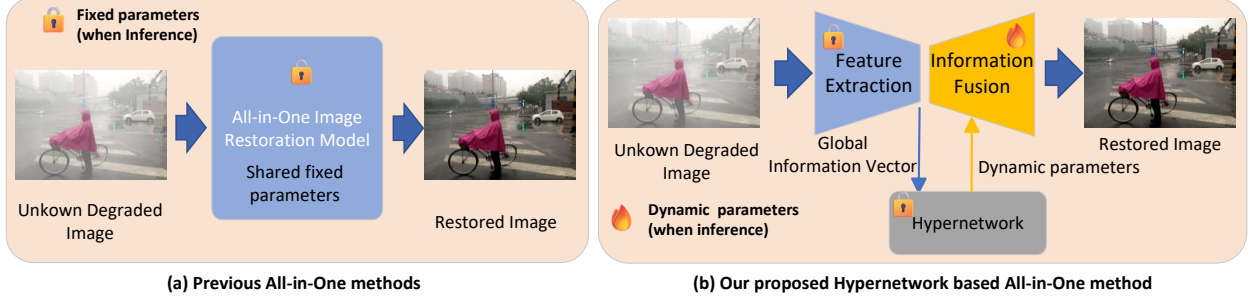 Fixed parameters
(when Inference)
All-in-One Image
Restoration Model
Shared fixed
parameters
Unkown Degraded
Image
Restored Image
(a) Previous All-in-One methods
Feature
Extraction
Information
Fusion
Unkown Degraded
Image
Global
Information Vector
Dynamic parameters
Restored Image
Dynamic parameters
(when inference)
Hypernetwork
(b) Our proposed Hypernetwork based All-in-One method